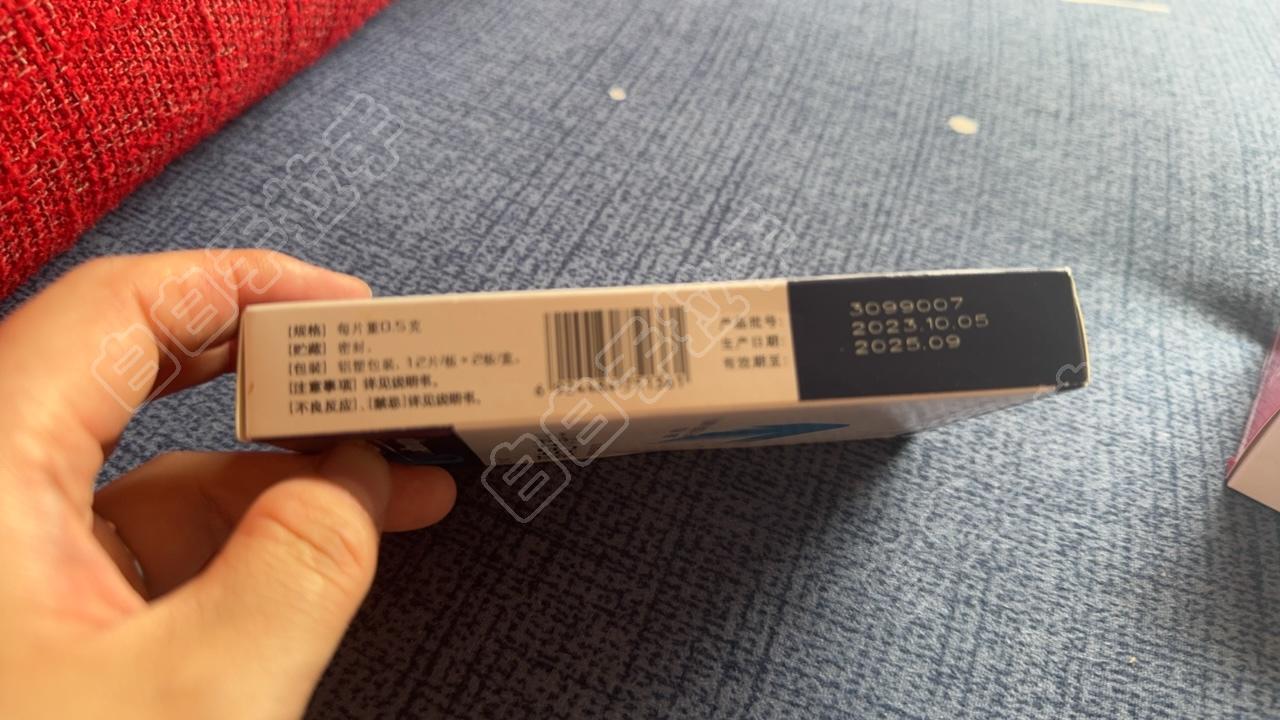 [规格] 每片重0.5克
[贮藏] 密封。
[包装] 铝塑包装。12片/板*2板/盒。
[注意事项] 详见说明书。
[不良反应]、[禁忌]详见说明书。
产品批号:
生产日期:
有效期至:
3099007
2023.10.05
2025.09